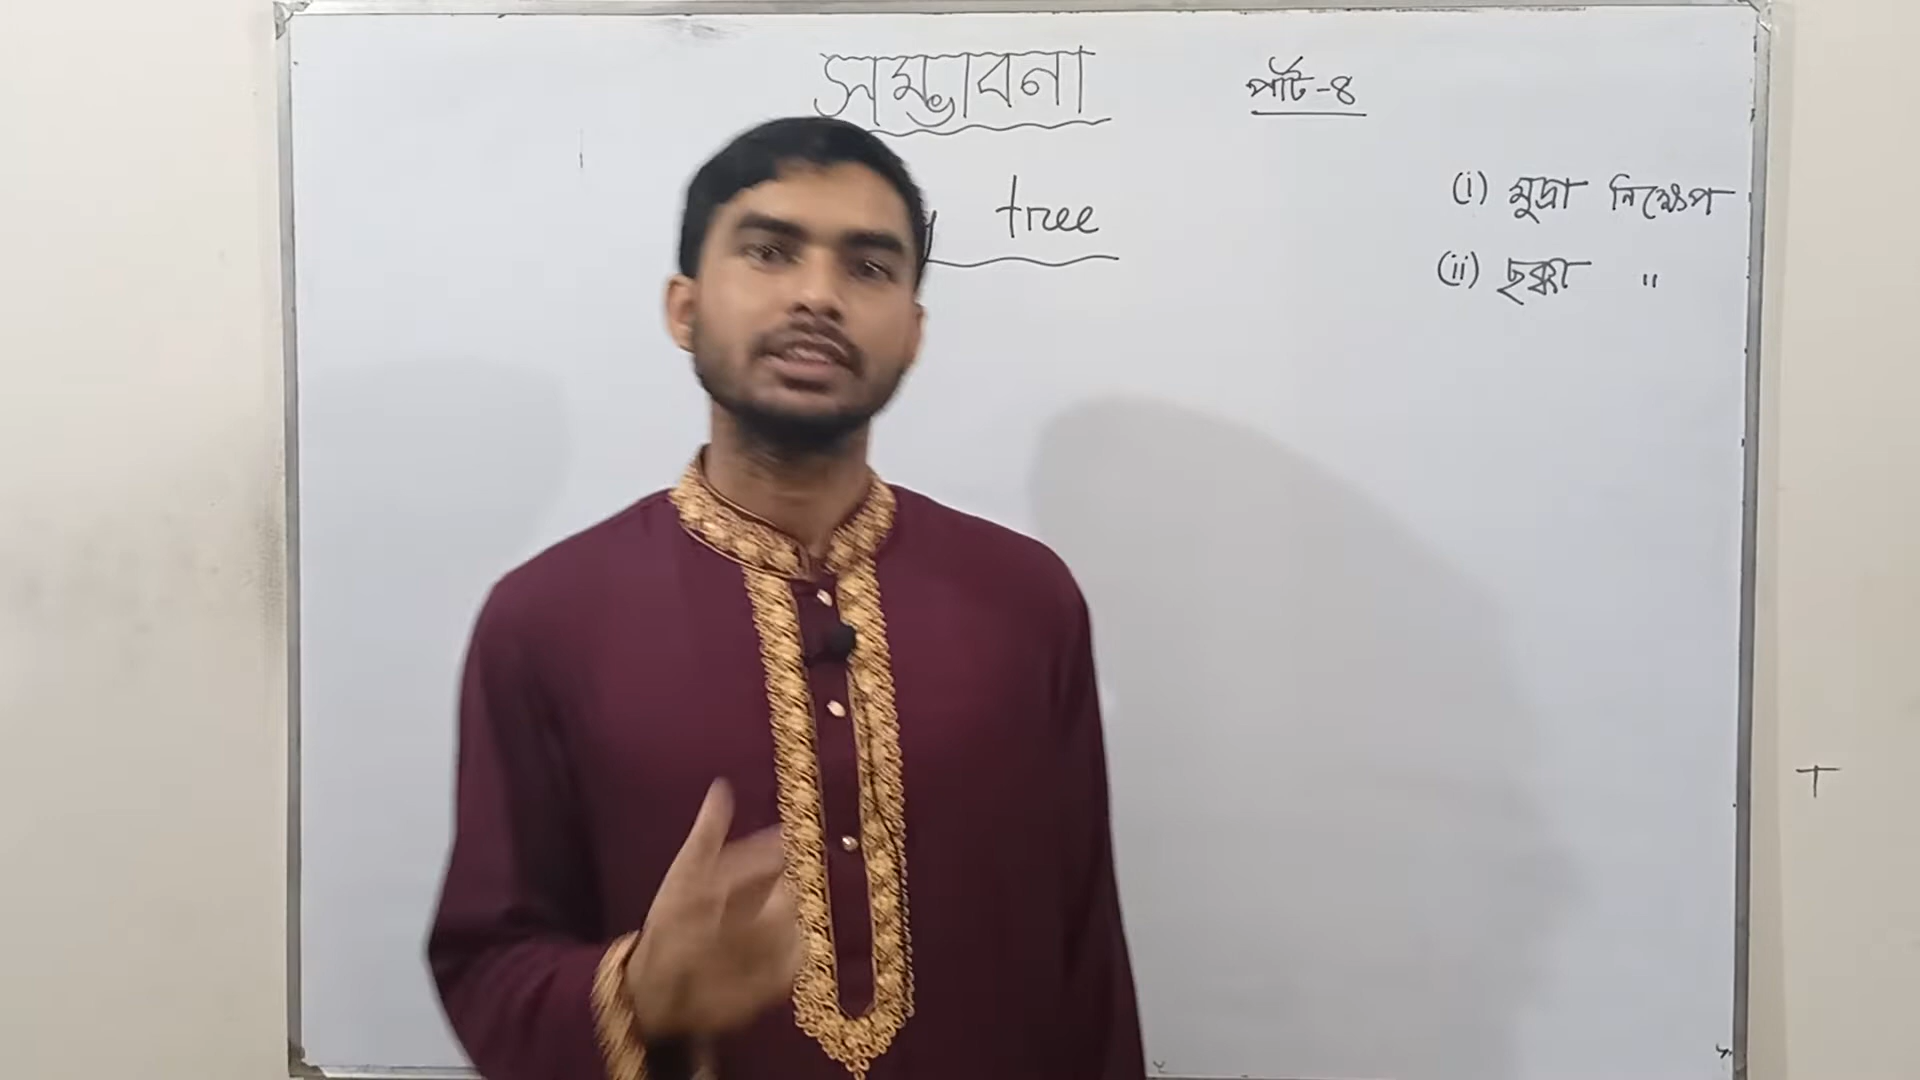 সম্ভাবনা
পার্ট-৪
tree
(i) মুদ্রা নিক্ষেপ
(ii) ছক্কা "
T